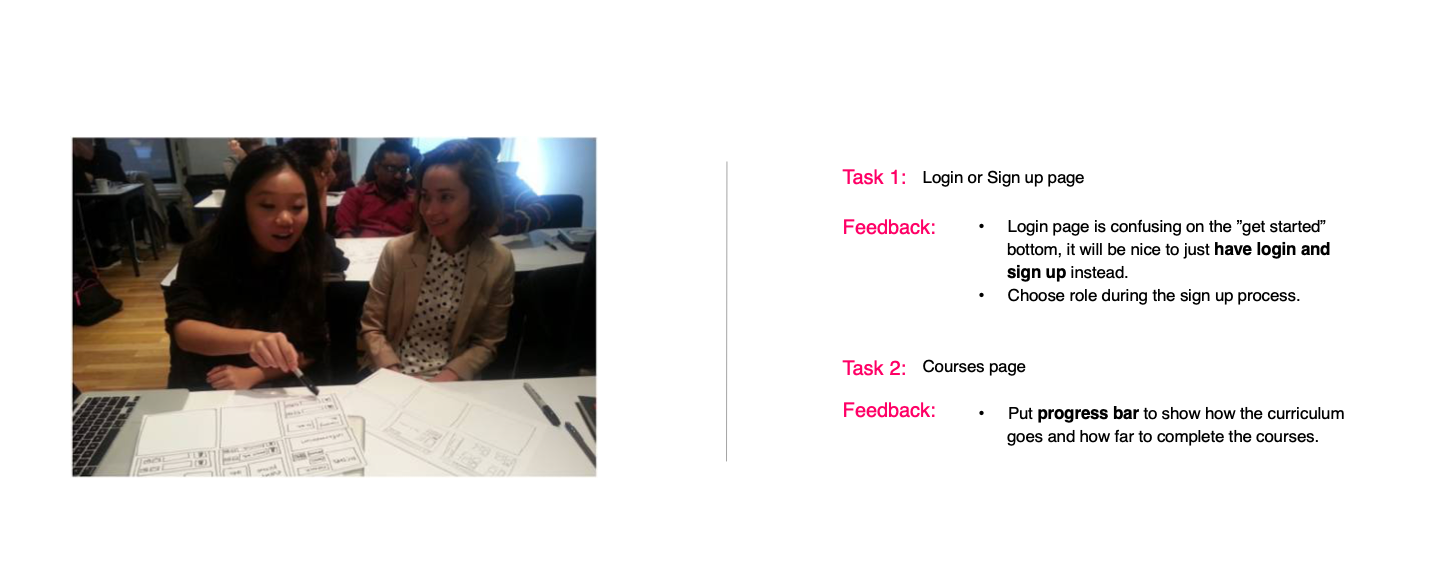 Task 1: Login or Sign up page
Feedback: • Login page is confusing on the ”get started”
bottom, it will be nice to just have login and
sign up instead.
• Choose role during the sign up process.
Task 2: Courses page
Feedback: • Put progress bar to show how the curriculum
goes and how far to complete the courses.